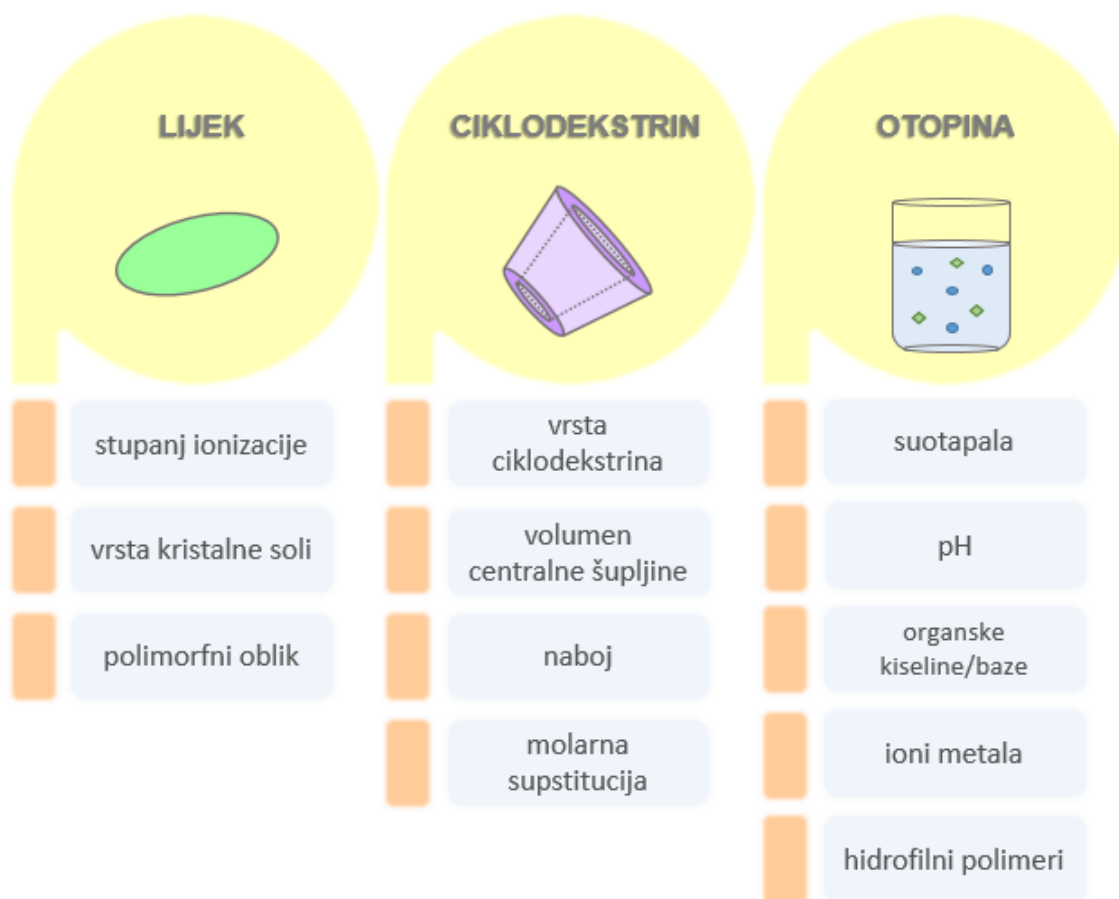 LIJEK
stupanj ionizacije
vrsta kristalne soli
polimorfni oblik
CIKLODEKSTRIN
vrsta
ciklodekstrina
volumen
centralne šupljine
naboj
molarna
supstitucija
OTOPINA
suotapala
pH
organske
kiseline/baze
ioni metala
hidrofilni polimeri